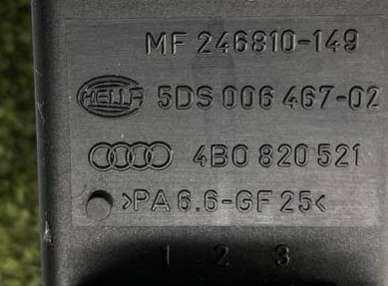 MF 246810-149
HELLA 5DS 006 467-02
4B0 820 521
>PA 6.6-GF 25<
1 2 3